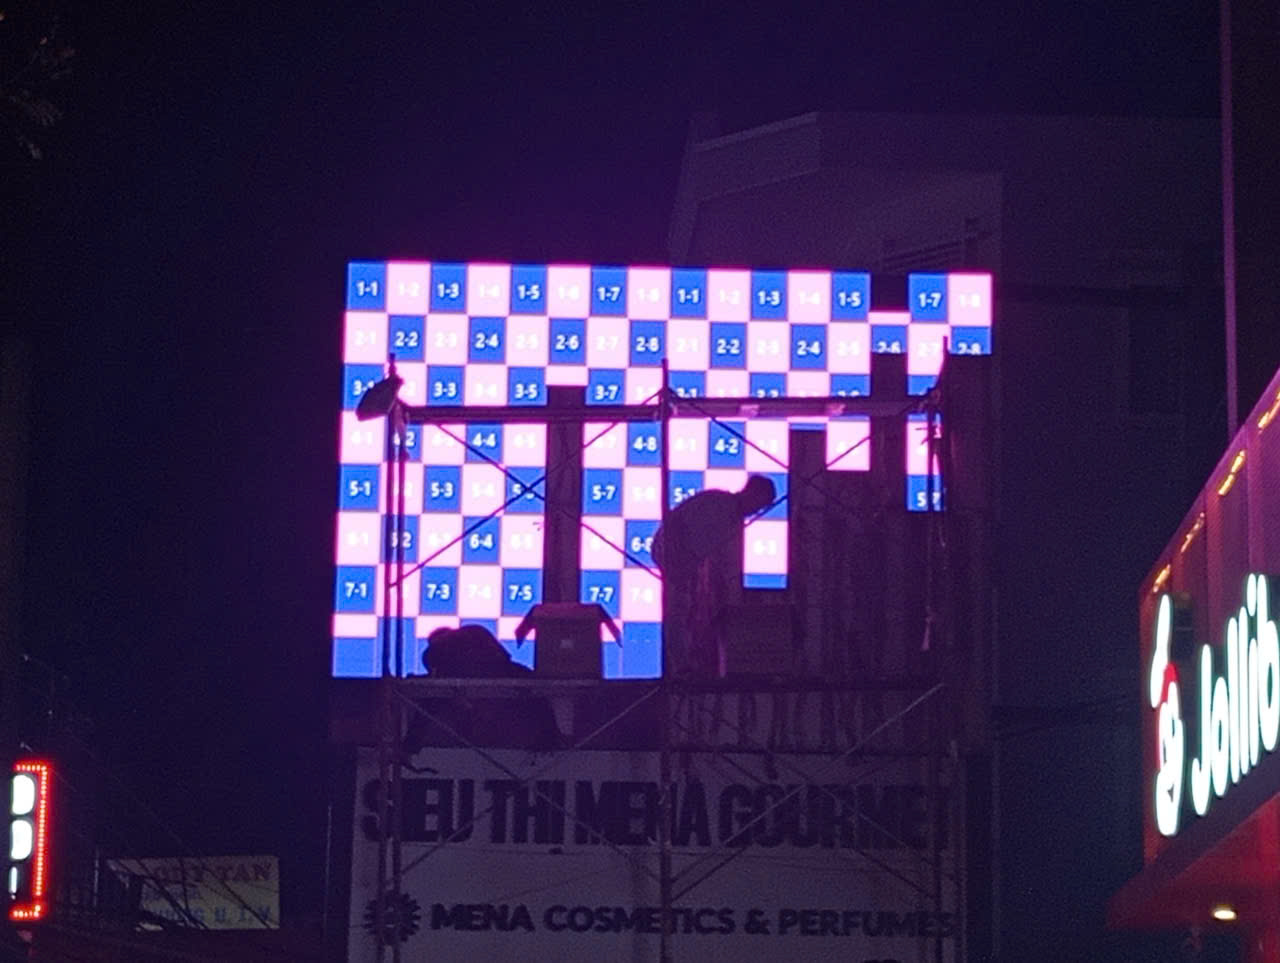 1-1 1-2 1-3 1-4 1-5 1-6 1-7 1-8 1-1 1-2 1-3 1-4 1-5 1-7 1-8
2-1 2-2 2-3 2-4 2-5 2-6 2-7 2-8 2-1 2-2 2-3 2-4 2-5 2-6 2-7 2-8
3-3 3-4 3-5 3-7
4-1 4-4 4-5 4-8 4-1 4-2
5-1 5-3 5-4 5-7 5-8 5-7
6-1 6-4 6-5 6-8 6-3
7-1 7-3 7-4 7-5 7-7 7-8
SIEU THI MENA GOURMET
MENA COSMETICS & PERFUMES
Jollib